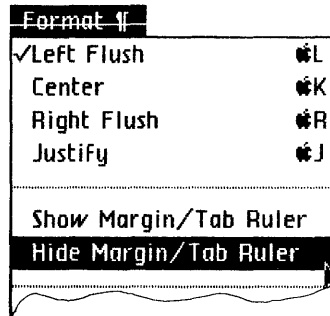 Format ¶
✓Left Flush L
Center K
Right Flush R
Justify J
Show Margin/Tab Ruler
Hide Margin/Tab Ruler